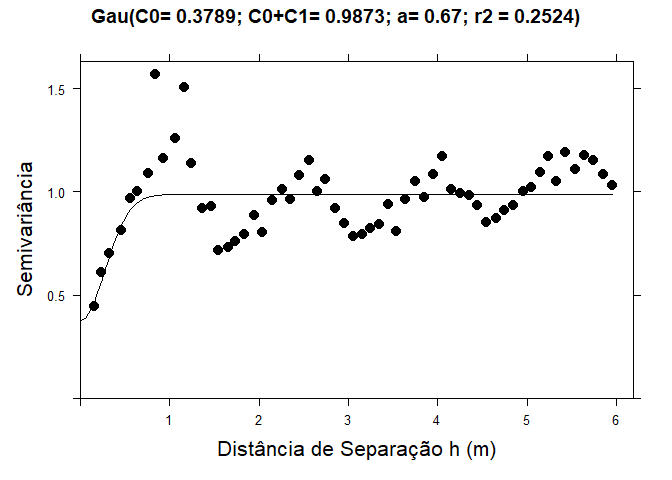 Gau(C0= 0.3789; C0+C1= 0.9873; a= 0.67; r2 = 0.2524)
1.5
1.0
0.5
Semivariância
1 2 3 4 5 6
Distância de Separação h (m)